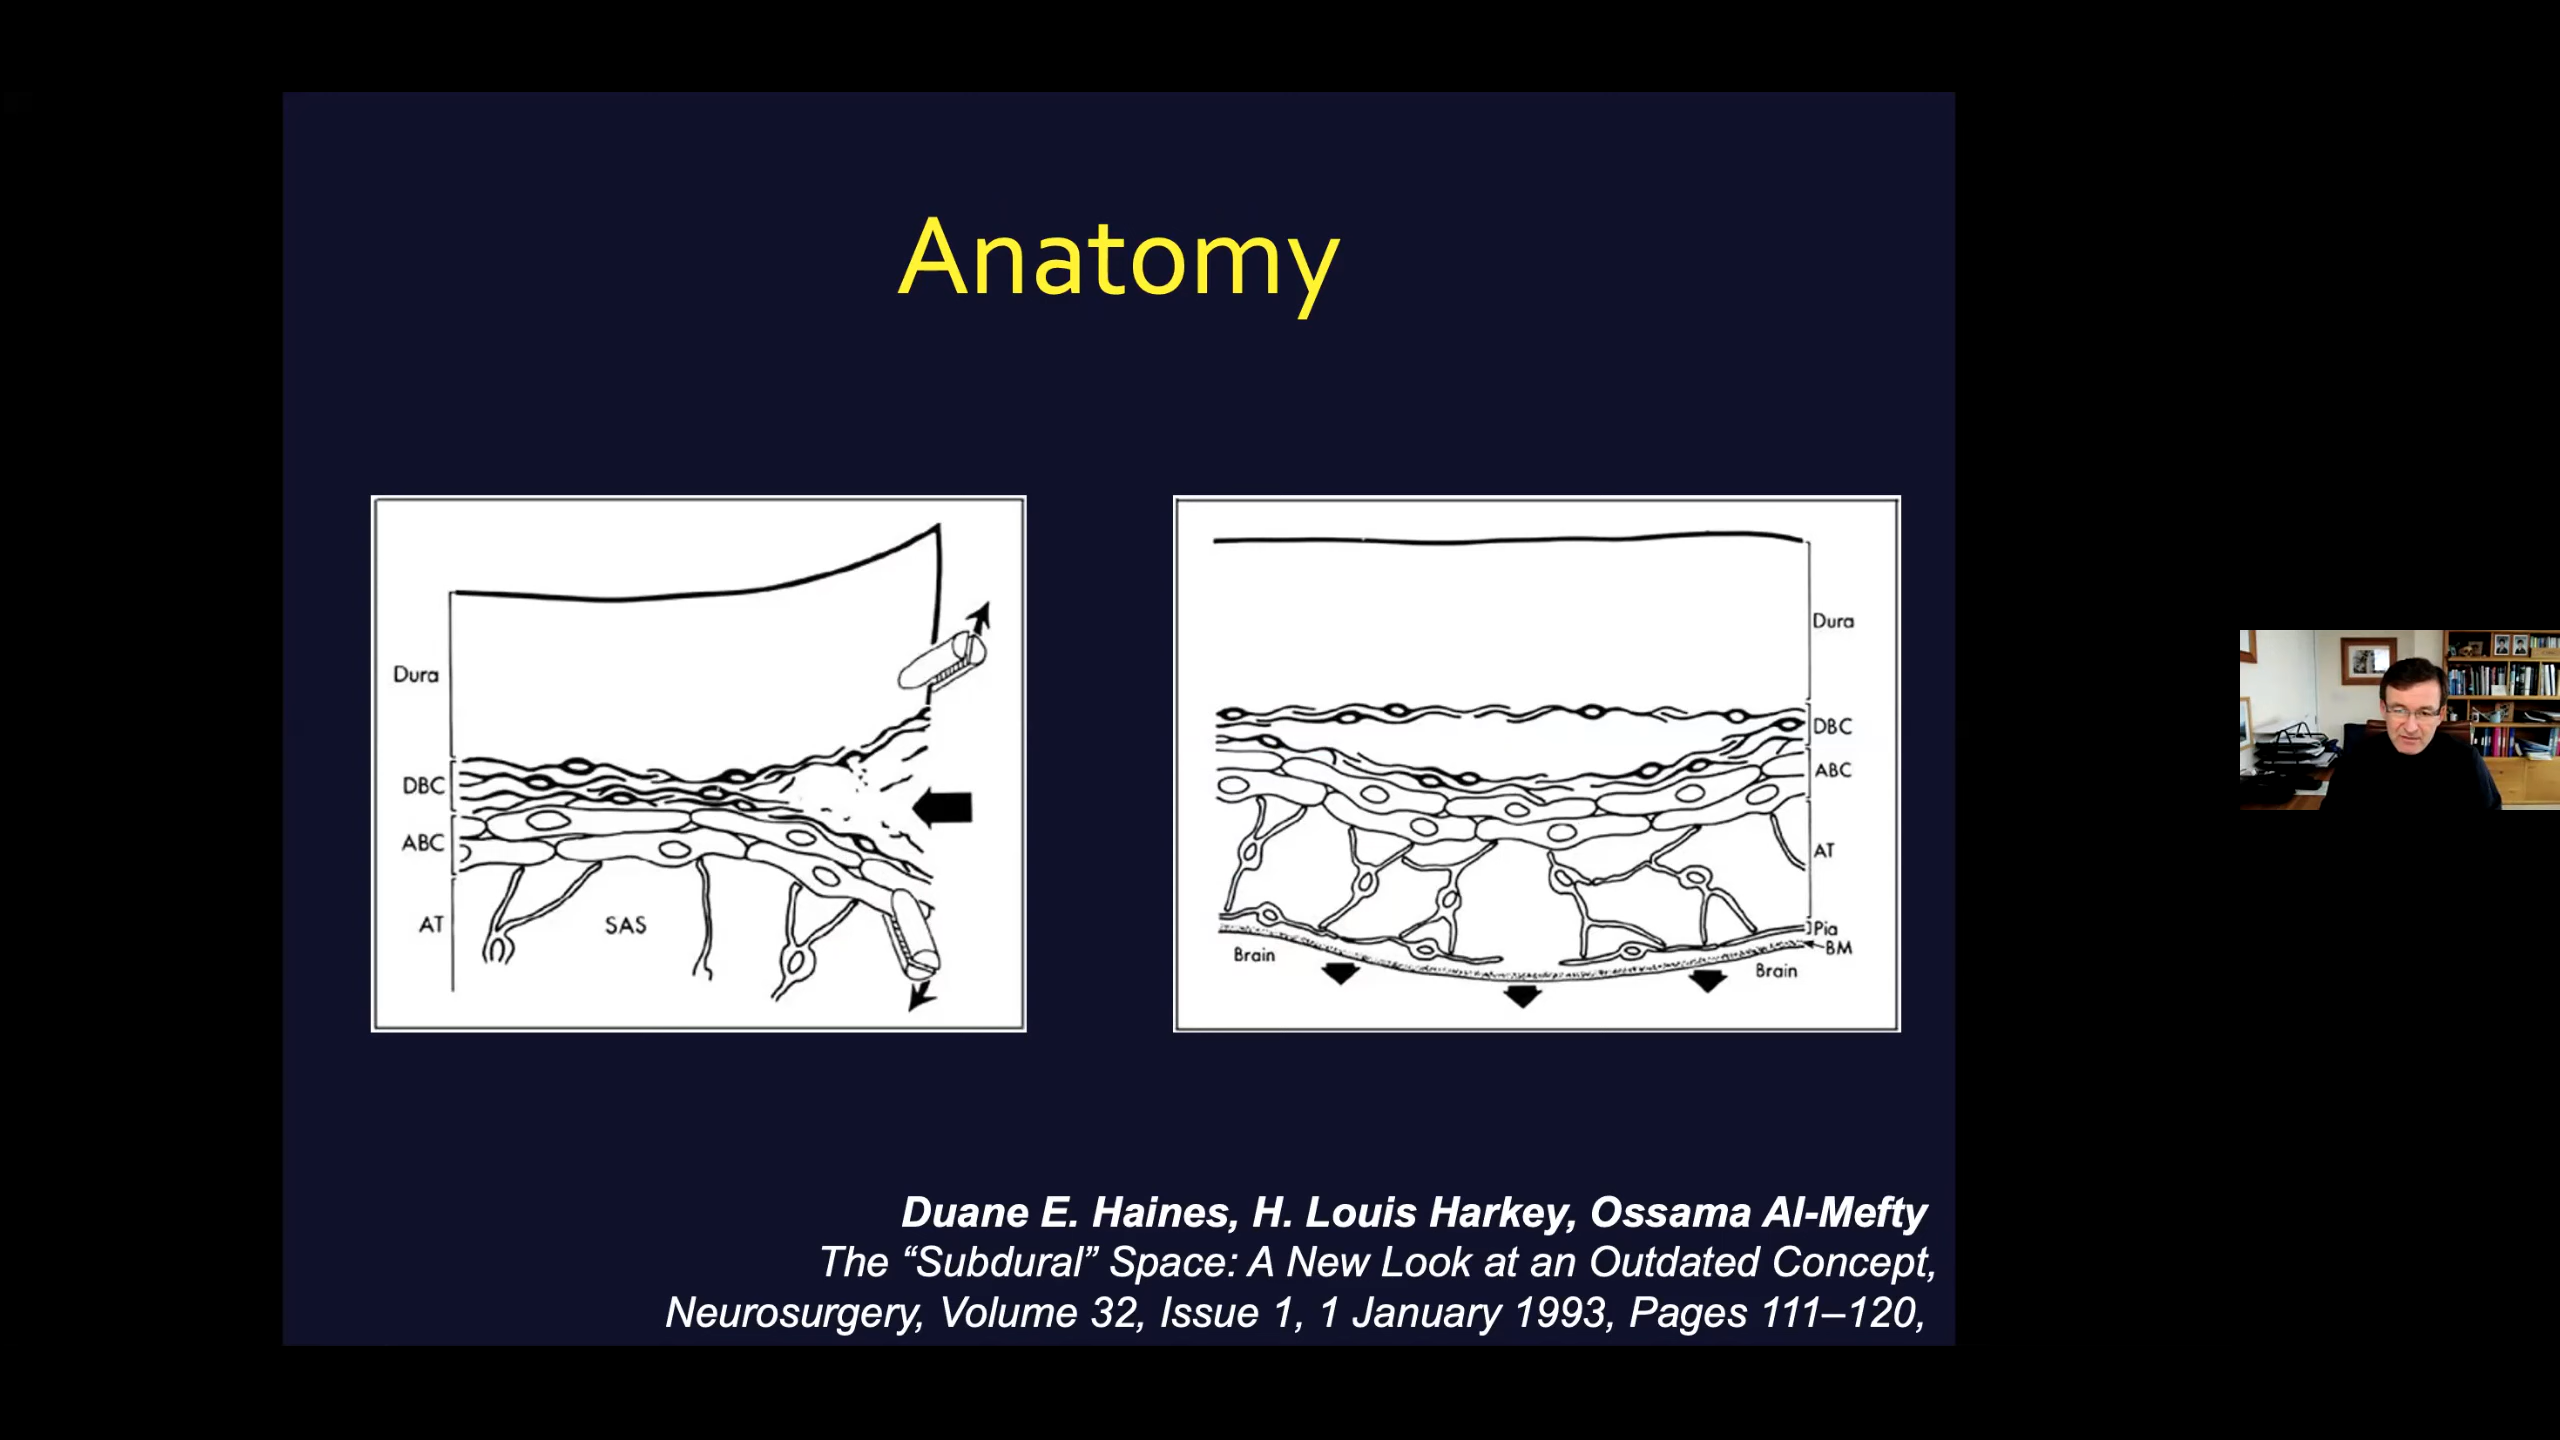 Anatomy
Dura
DBC
ABC
AT
SAS
Dura
DBC
ABC
AT
Pia
BM
Brain
Brain
Duane E. Haines, H. Louis Harkey, Ossama Al-Mefty
The “Subdural” Space: A New Look at an Outdated Concept,
Neurosurgery, Volume 32, Issue 1, 1 January 1993, Pages 111–120,